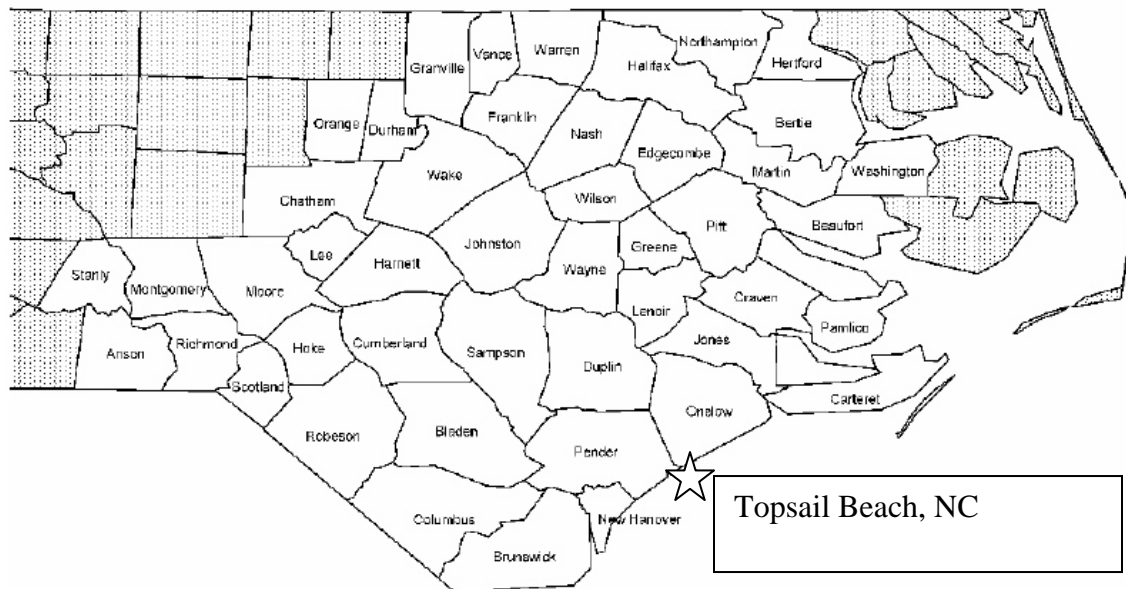 Northampton
Warren
Vance
Hertford
Halifax
Granville
Franklin
Bertie
Orange
Durham
Nash
Edgecombe
Martin
Washington
Wake
Wilson
Chatham
Pitt
Beaufort
Johnston
Greene
Lee
Harnett
Wayne
Stanly
Montgomery
Moore
Craven
Lenoir
Pamlico
Richmond
Hoke
Cumberland
Sampson
Jones
Anson
Duplin
Scotland
Carteret
Onslow
Robeson
Bladen
Pender
Columbus
New Hanover
Brunswick
Topsail Beach, NC